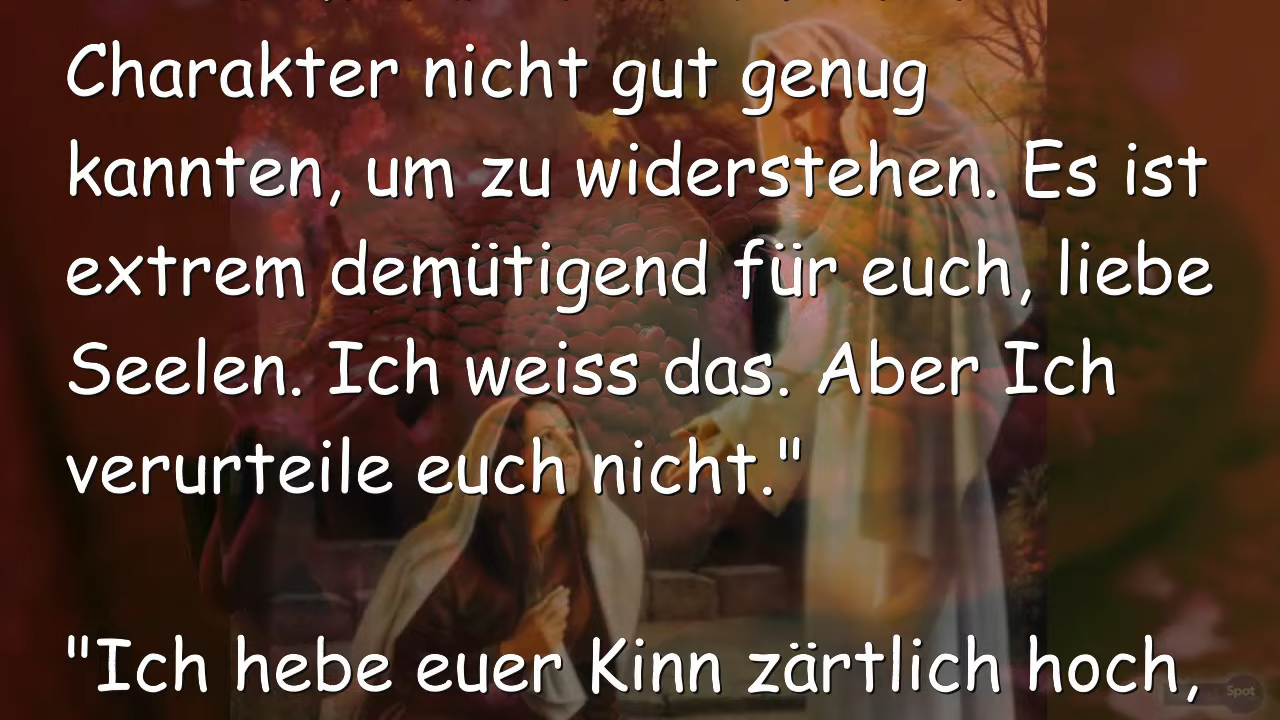 Charakter nicht gut genug
kannten, um zu widerstehen. Es ist
extrem demütigend für euch, liebe
Seelen. Ich weiss das. Aber Ich
verurteile euch nicht."
"Ich hebe euer Kinn zärtlich hoch,
Spot